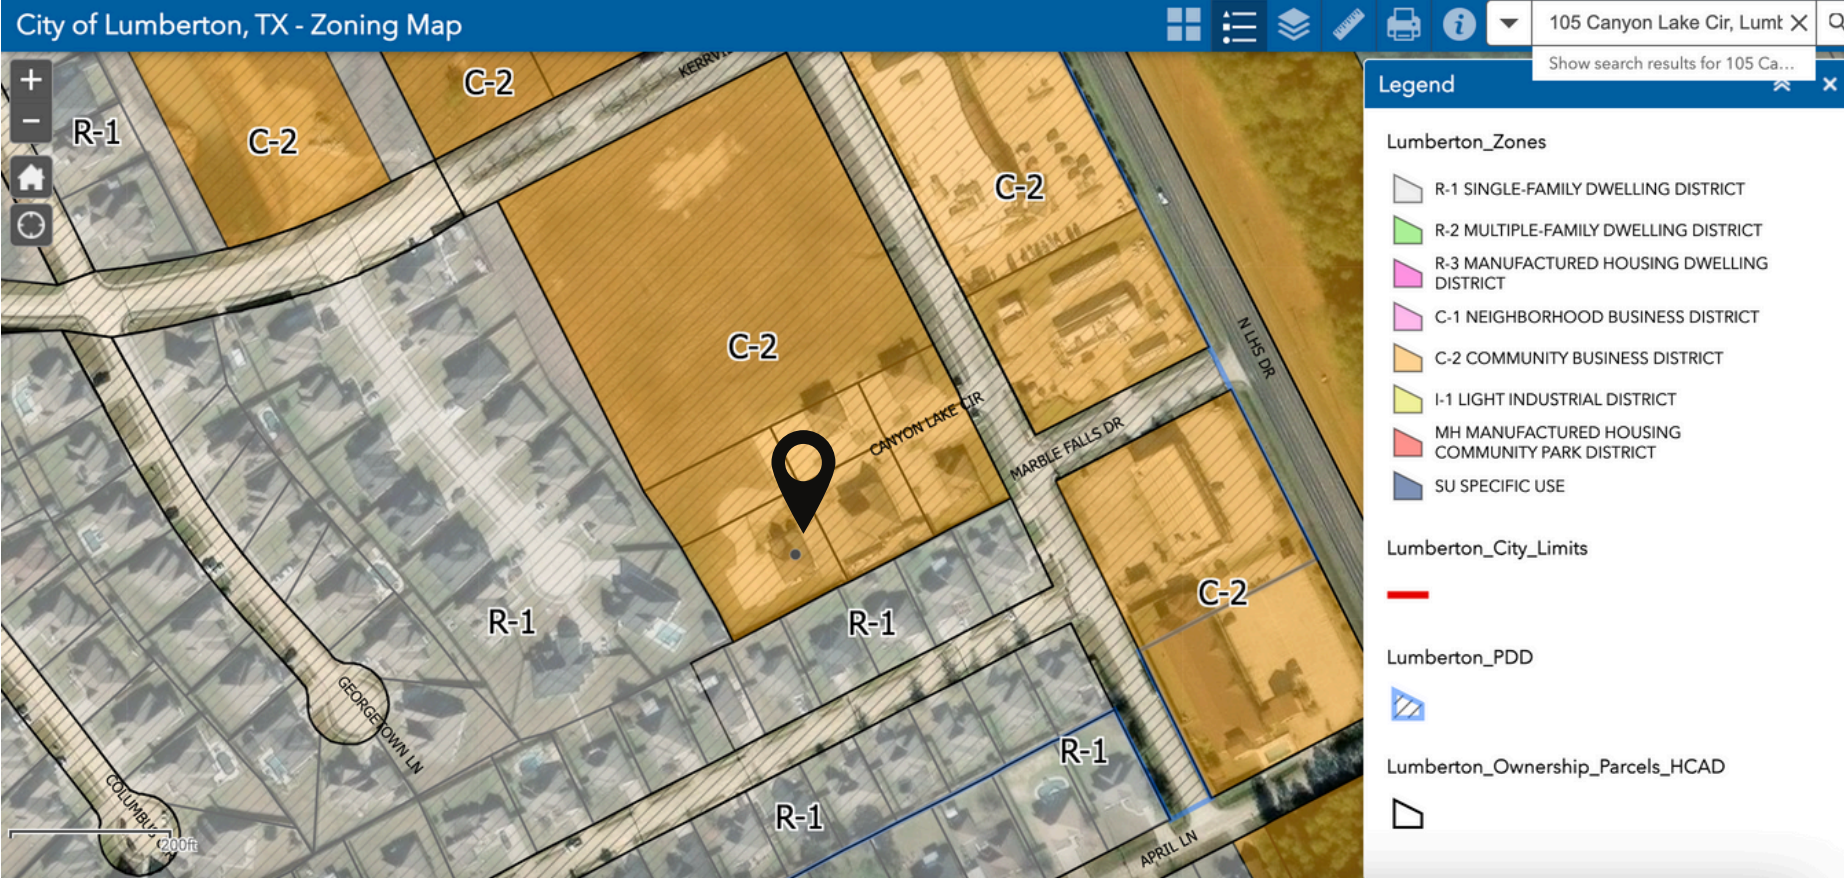 City of Lumberton, TX - Zoning Map
105 Canyon Lake Cir, Lumb
Show search results for 105 Ca...
Legend
Lumberton_Zones
R-1 SINGLE-FAMILY DWELLING DISTRICT
R-2 MULTIPLE-FAMILY DWELLING DISTRICT
R-3 MANUFACTURED HOUSING DWELLING
DISTRICT
C-1 NEIGHBORHOOD BUSINESS DISTRICT
C-2 COMMUNITY BUSINESS DISTRICT
I-1 LIGHT INDUSTRIAL DISTRICT
MH MANUFACTURED HOUSING
COMMUNITY PARK DISTRICT
SU SPECIFIC USE
Lumberton_City_Limits
Lumberton_PDD
Lumberton_Ownership_Parcels_HCAD
KERRVI
C-2
R-1
C-2
C-2
C-2
N LHS DR
CANYON LAKE CIR
MARBLE FALLS DR
C-2
R-1
R-1
GEORGETOWN LN
R-1
COLUMBUS
R-1
200ft
APRIL LN